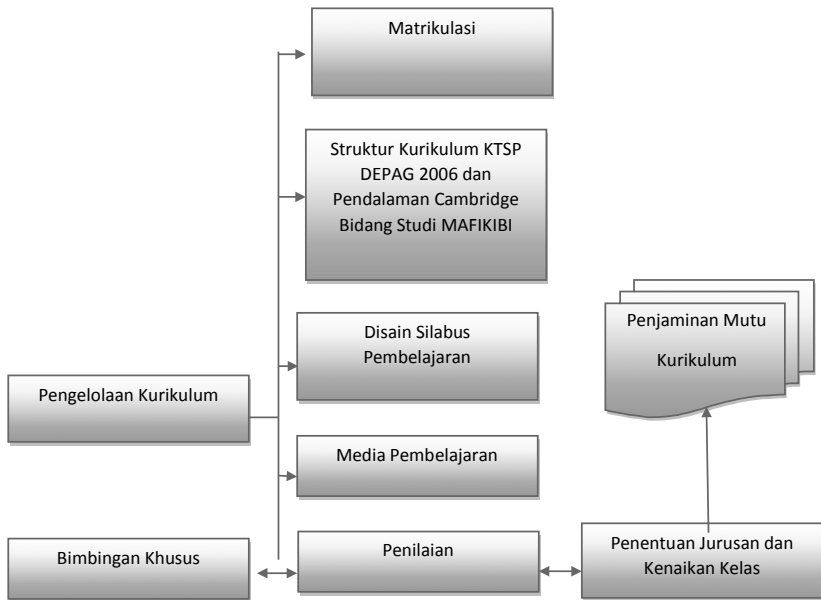 Matrikulasi
Struktur Kurikulum KTSP
DEPAG 2006 dan
Pendalaman Cambridge
Bidang Studi MAFIKIBI
Penjaminan Mutu
Kurikulum
Disain Silabus
Pembelajaran
Pengelolaan Kurikulum
Media Pembelajaran
Bimbingan Khusus
Penilaian
Penentuan Jurusan dan
Kenaikan Kelas